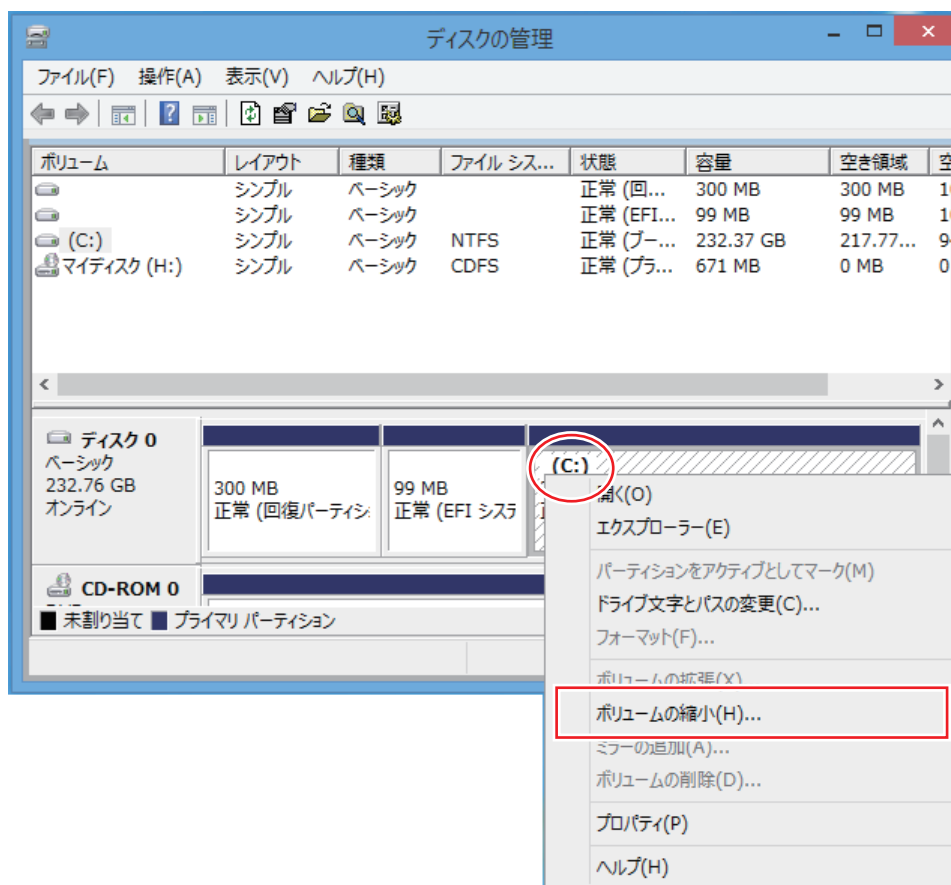 ディスクの管理
ファイル(F) 操作(A) 表示(V) ヘルプ(H)
ボリューム レイアウト 種類 ファイル シス... 状態 容量 空き領域 空
シンプル ベーシック 正常 (回... 300 MB 300 MB 1
シンプル ベーシック 正常 (EFI... 99 MB 99 MB 1
(C:) シンプル ベーシック NTFS 正常 (ブー... 232.37 GB 217.77... 9
マイディスク (H:) シンプル ベーシック CDFS 正常 (プラ... 671 MB 0 MB 0
ディスク 0
ベーシック
232.76 GB
オンライン
300 MB
正常 (回復パーティシ
99 MB
正常 (EFI システ
(C:)
CD-ROM 0
未割り当て プライマリ パーティション
開く(O)
エクスプローラー(E)
パーティションをアクティブとしてマーク(M)
ドライブ文字とパスの変更(C)...
フォーマット(F)...
ボリュームの拡張(X)
ボリュームの縮小(H)...
ミラーの追加(A)...
ボリュームの削除(D)...
プロパティ(P)
ヘルプ(H)